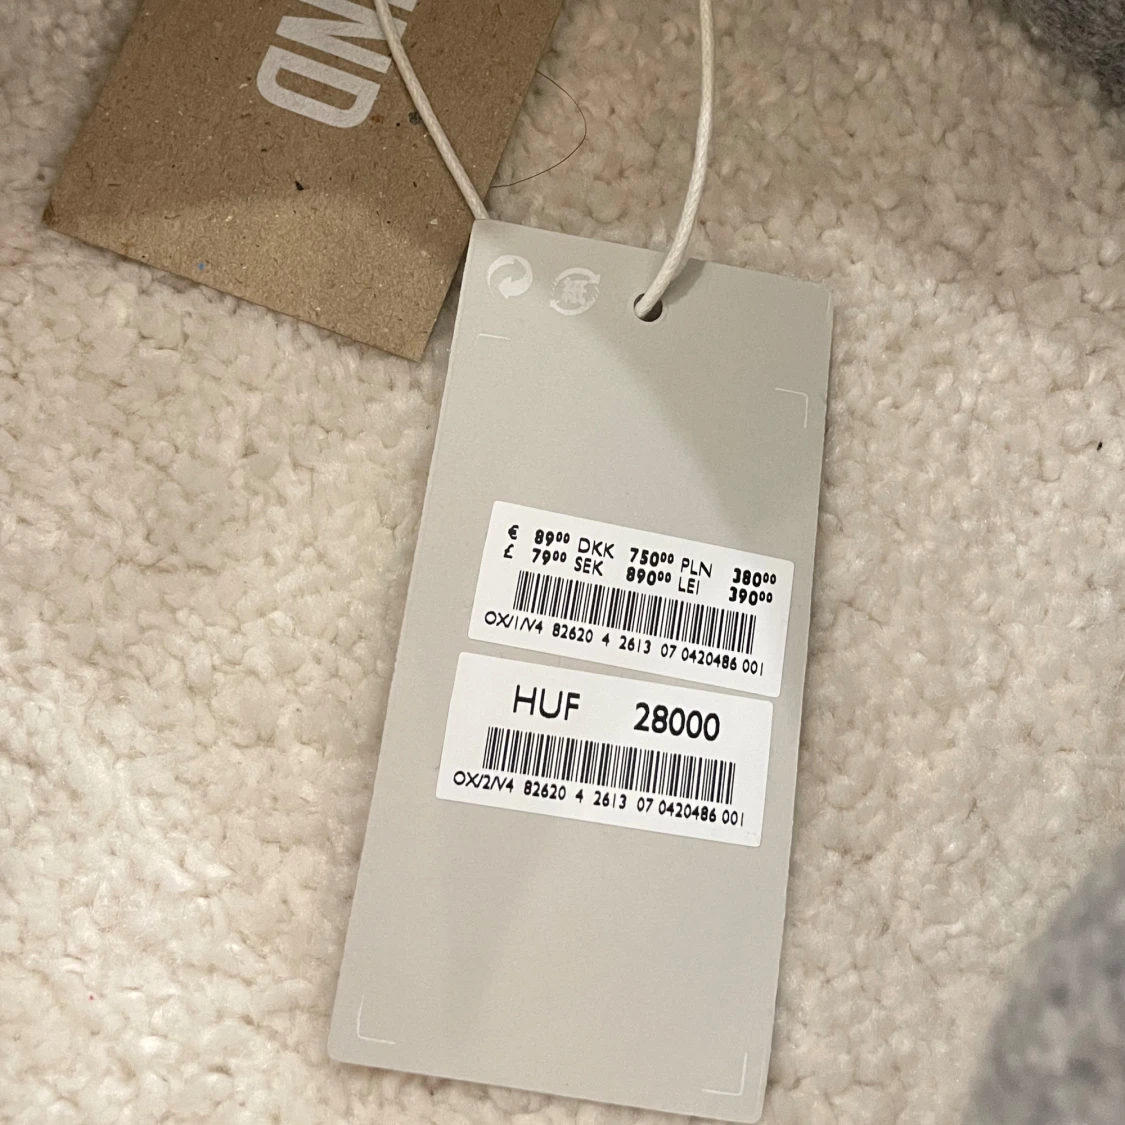 ND
€ 89⁰⁰ DKK 750⁰⁰ PLN 380⁰⁰
£ 79⁰⁰ SEK 890⁰⁰ LEI 390⁰⁰
OX/1/V4 82620 4 2613 07 0420486 001
HUF 28000
OX/2/V4 82620 4 2613 07 0420486 001